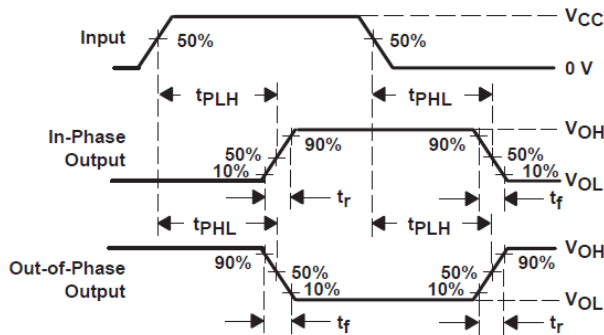 VCC
Input
50%
50%
0 V
tPLH
tPHL
In-Phase
Output
90%
90%
VOH
50%
10%
50%
10%
VOL
tr
tf
tPHL
tPLH
Out-of-Phase
Output
90%
50%
10%
50%
10%
90%
VOH
VOL
tf
tr